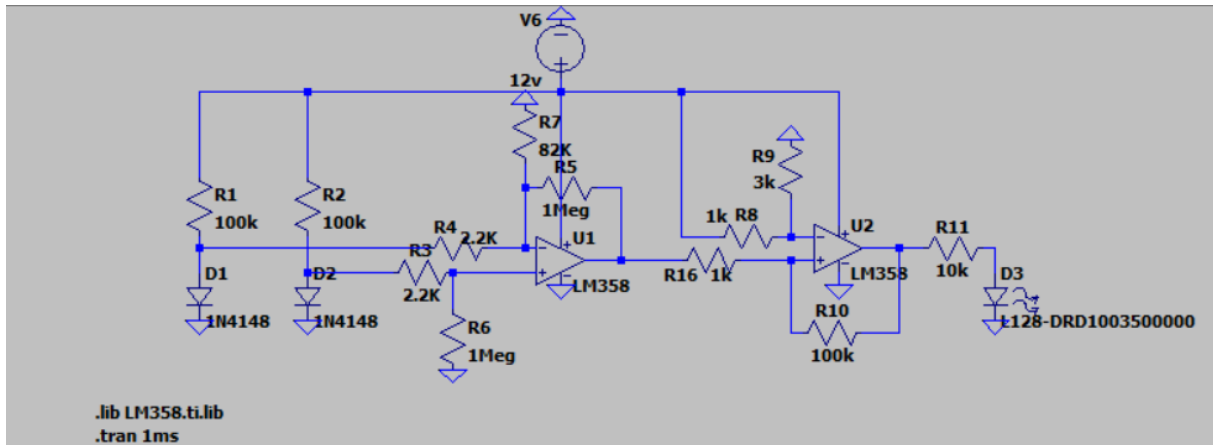 V6
12v
R7
82K
R5
1Meg
R9
3k
R1
100k
R2
100k
R4
2.2K
R3
2.2K
U1
1k
R8
U2
R11
10k
LM358
R16
1k
LM358
D1
1N4148
D2
1N4148
R6
1Meg
R10
100k
D3
L128-DRD1003500000
.lib LM358.ti.lib
.tran 1ms